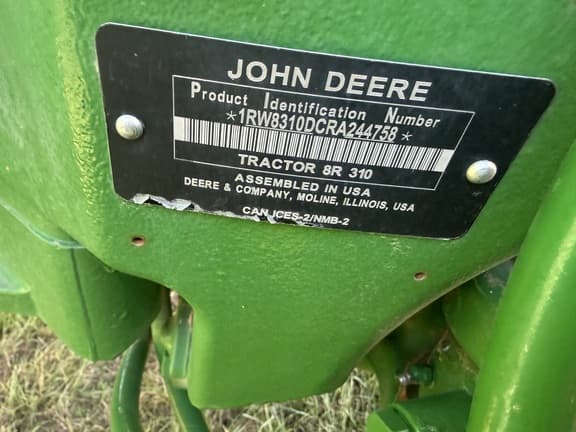 JOHN DEERE
Product Identification Number
*1RW8310DCRA244758*
TRACTOR 8R 310
ASSEMBLED IN USA
DEERE & COMPANY, MOLINE, ILLINOIS, USA
CAN ICES-2/NMB-2